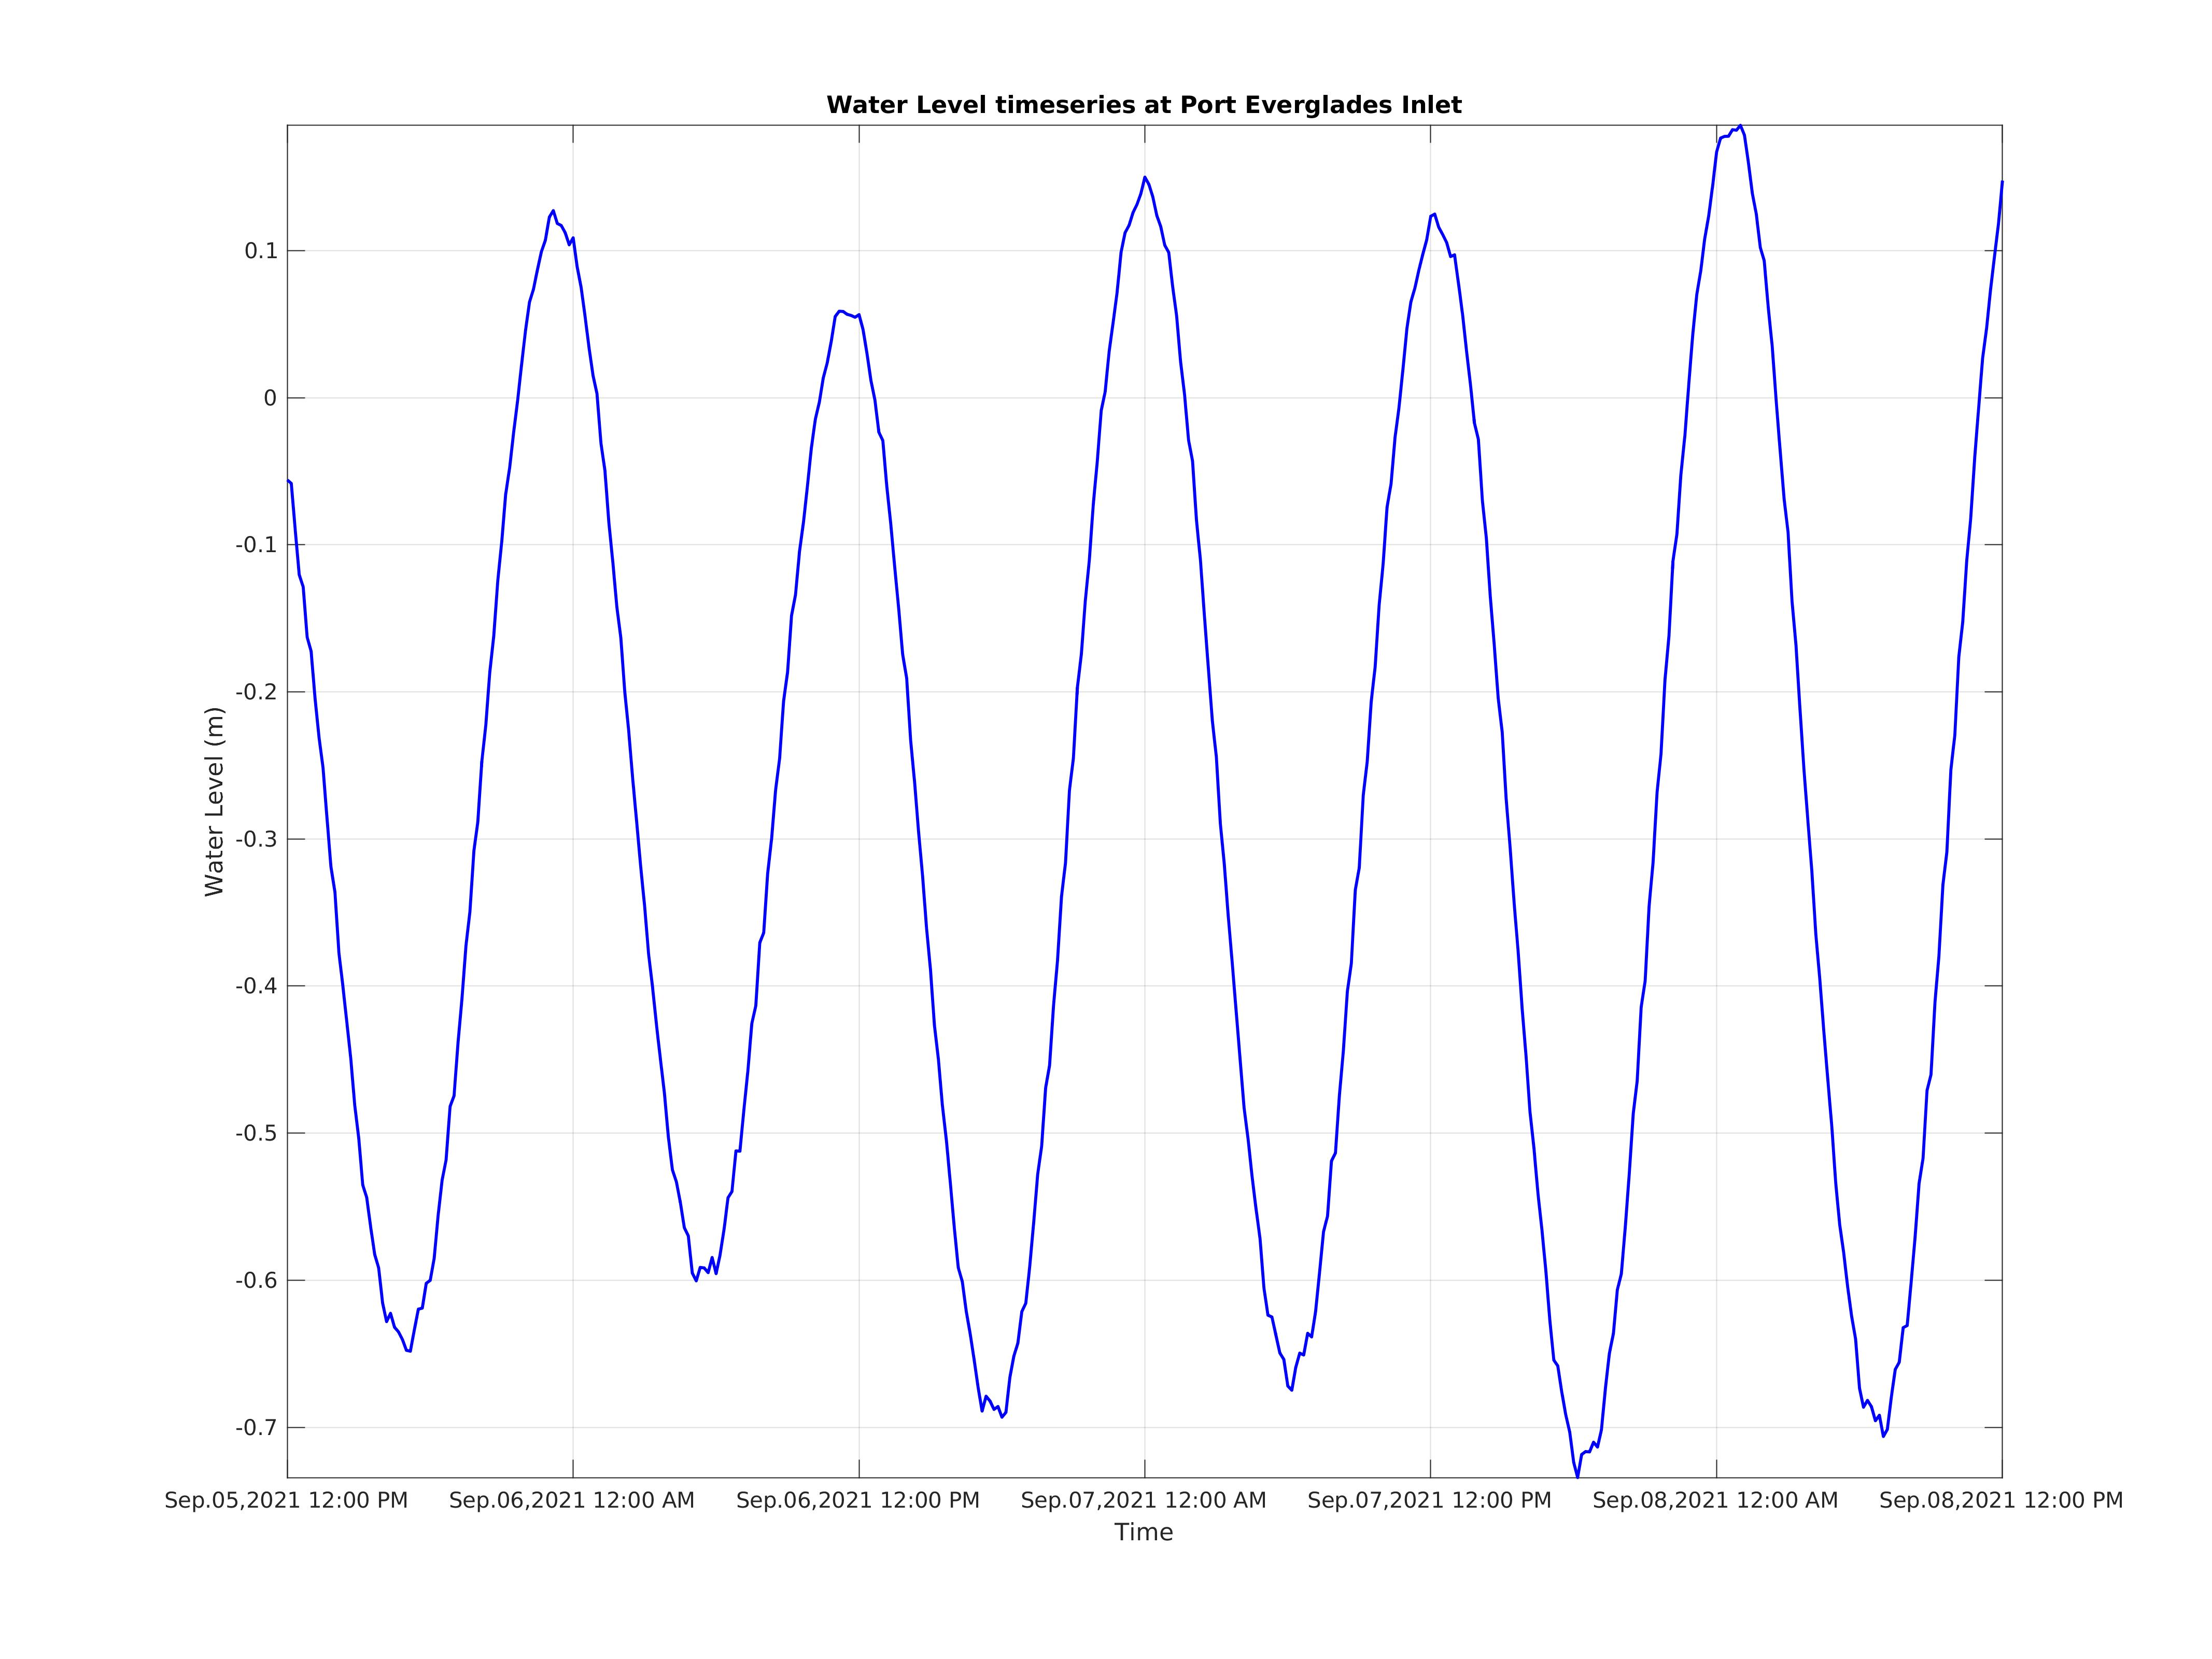 Water Level timeseries at Port Everglades Inlet
0.1
0
-0.1
-0.2
-0.3
-0.4
-0.5
-0.6
-0.7
Water Level (m)
Sep.05,2021 12:00 PM Sep.06,2021 12:00 AM Sep.06,2021 12:00 PM Sep.07,2021 12:00 AM Sep.07,2021 12:00 PM Sep.08,2021 12:00 AM Sep.08,2021 12:00 PM
Time